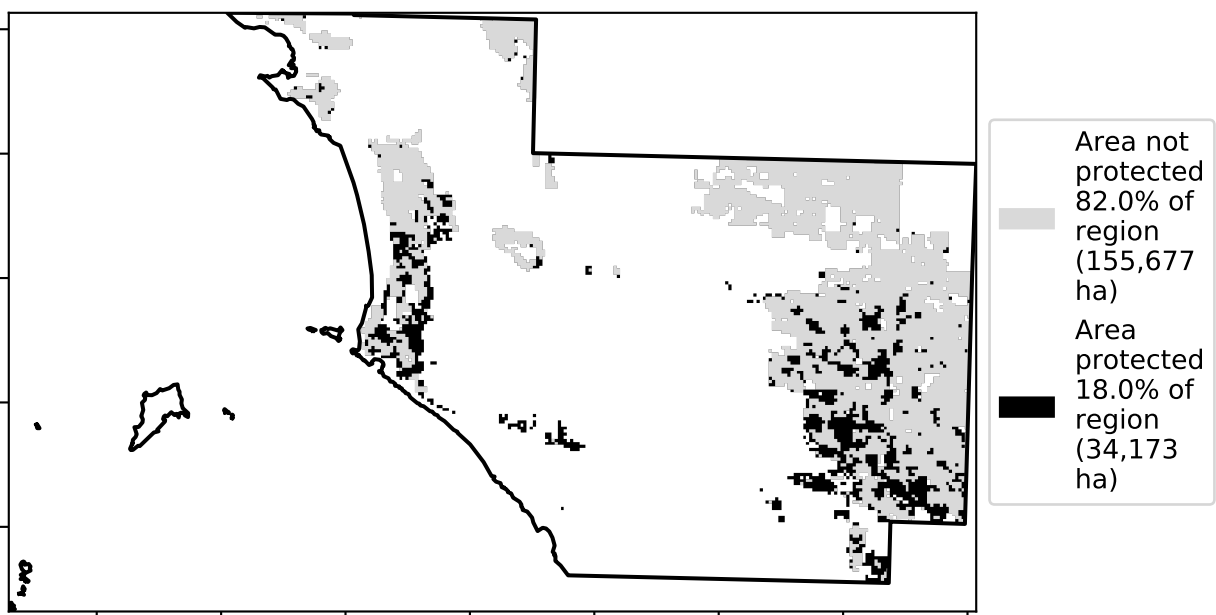 Area not
protected
82.0% of
region
(155,677
ha)
Area
protected
18.0% of
region
(34,173
ha)